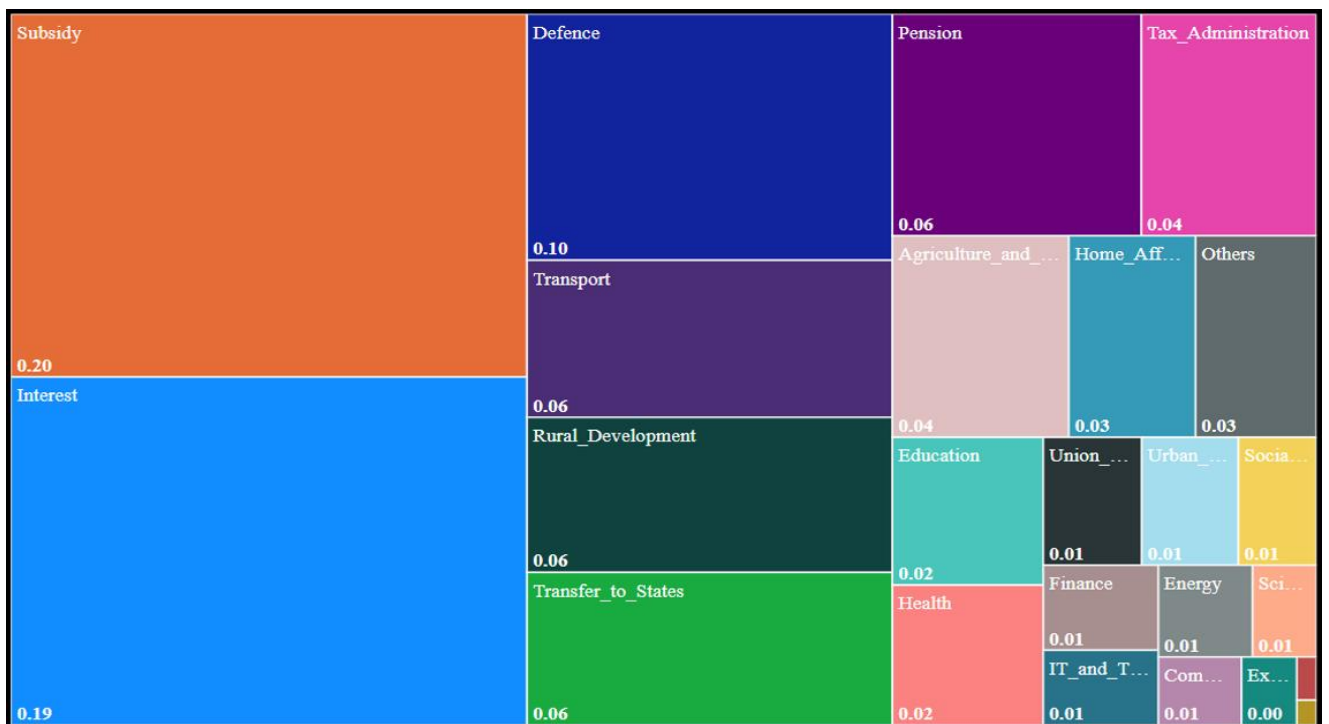 Subsidy
0.20
Interest
0.19
Defence
0.10
Transport
0.06
Rural_Development
0.06
Transfer_to_States
0.06
Pension
0.06
Tax_Administration
0.04
Agriculture_and_...
0.04
Home_Aff...
0.03
Others
0.03
Education
0.02
Health
0.02
Union_...
0.01
Urban_...
0.01
Socia...
0.01
Finance
0.01
Energy
0.01
Sci...
0.01
IT_and_T...
0.01
Com...
0.01
Ex...
0.00